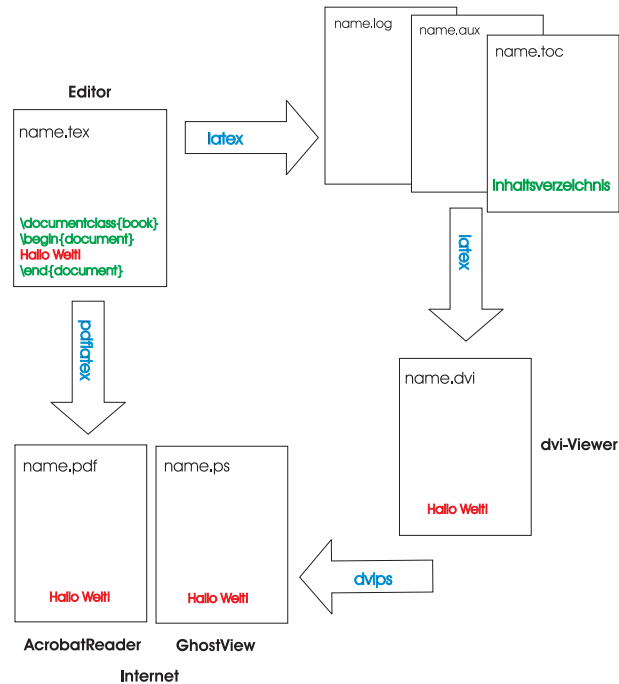 name.log
name.aux
name.toc
Inhaltsverzeichnis
Editor
name.tex
\documentclass{book}
\begin{document}
Hallo Welt!
\end{document}
latex
latex
pdflatex
name.dvi
Hallo Welt!
dvi-Viewer
name.pdf
Hallo Welt!
name.ps
Hallo Welt!
dvips
AcrobatReader
GhostView
Internet